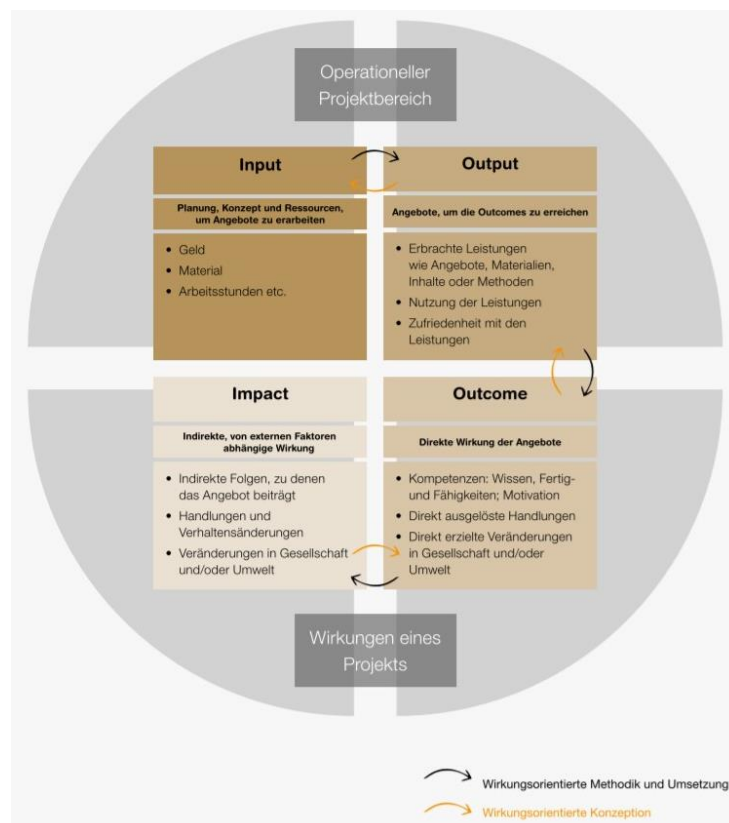 Operationeller
Projektbereich
Input
Planung, Konzept und Ressourcen,
um Angebote zu erarbeiten
• Geld
• Material
• Arbeitsstunden etc.
Output
Angebote, um die Outcomes zu erreichen
• Erbrachte Leistungen
wie Angebote, Materialien,
Inhalte oder Methoden
• Nutzung der Leistungen
• Zufriedenheit mit den
Leistungen
Impact
Indirekte, von externen Faktoren
abhängige Wirkung
• Indirekte Folgen, zu denen
das Angebot beiträgt
• Handlungen und
Verhaltensänderungen
• Veränderungen in Gesellschaft
und/oder Umwelt
Outcome
Direkte Wirkung der Angebote
• Kompetenzen: Wissen, Fertig-
und Fähigkeiten; Motivation
• Direkt ausgelöste Handlungen
• Direkt erzielte Veränderungen
in Gesellschaft und/oder
Umwelt
Wirkungen eines
Projekts
Wirkungsorientierte Methodik und Umsetzung
Wirkungsorientierte Konzeption